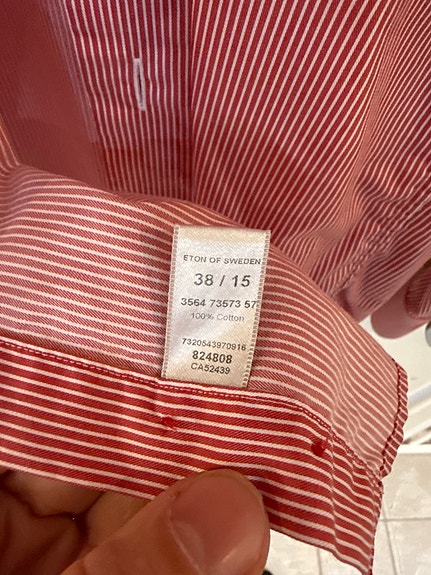 ETON OF SWEDEN
38 / 15
3564 73573 57
100% Cotton
7320543970916
824808
CA52439